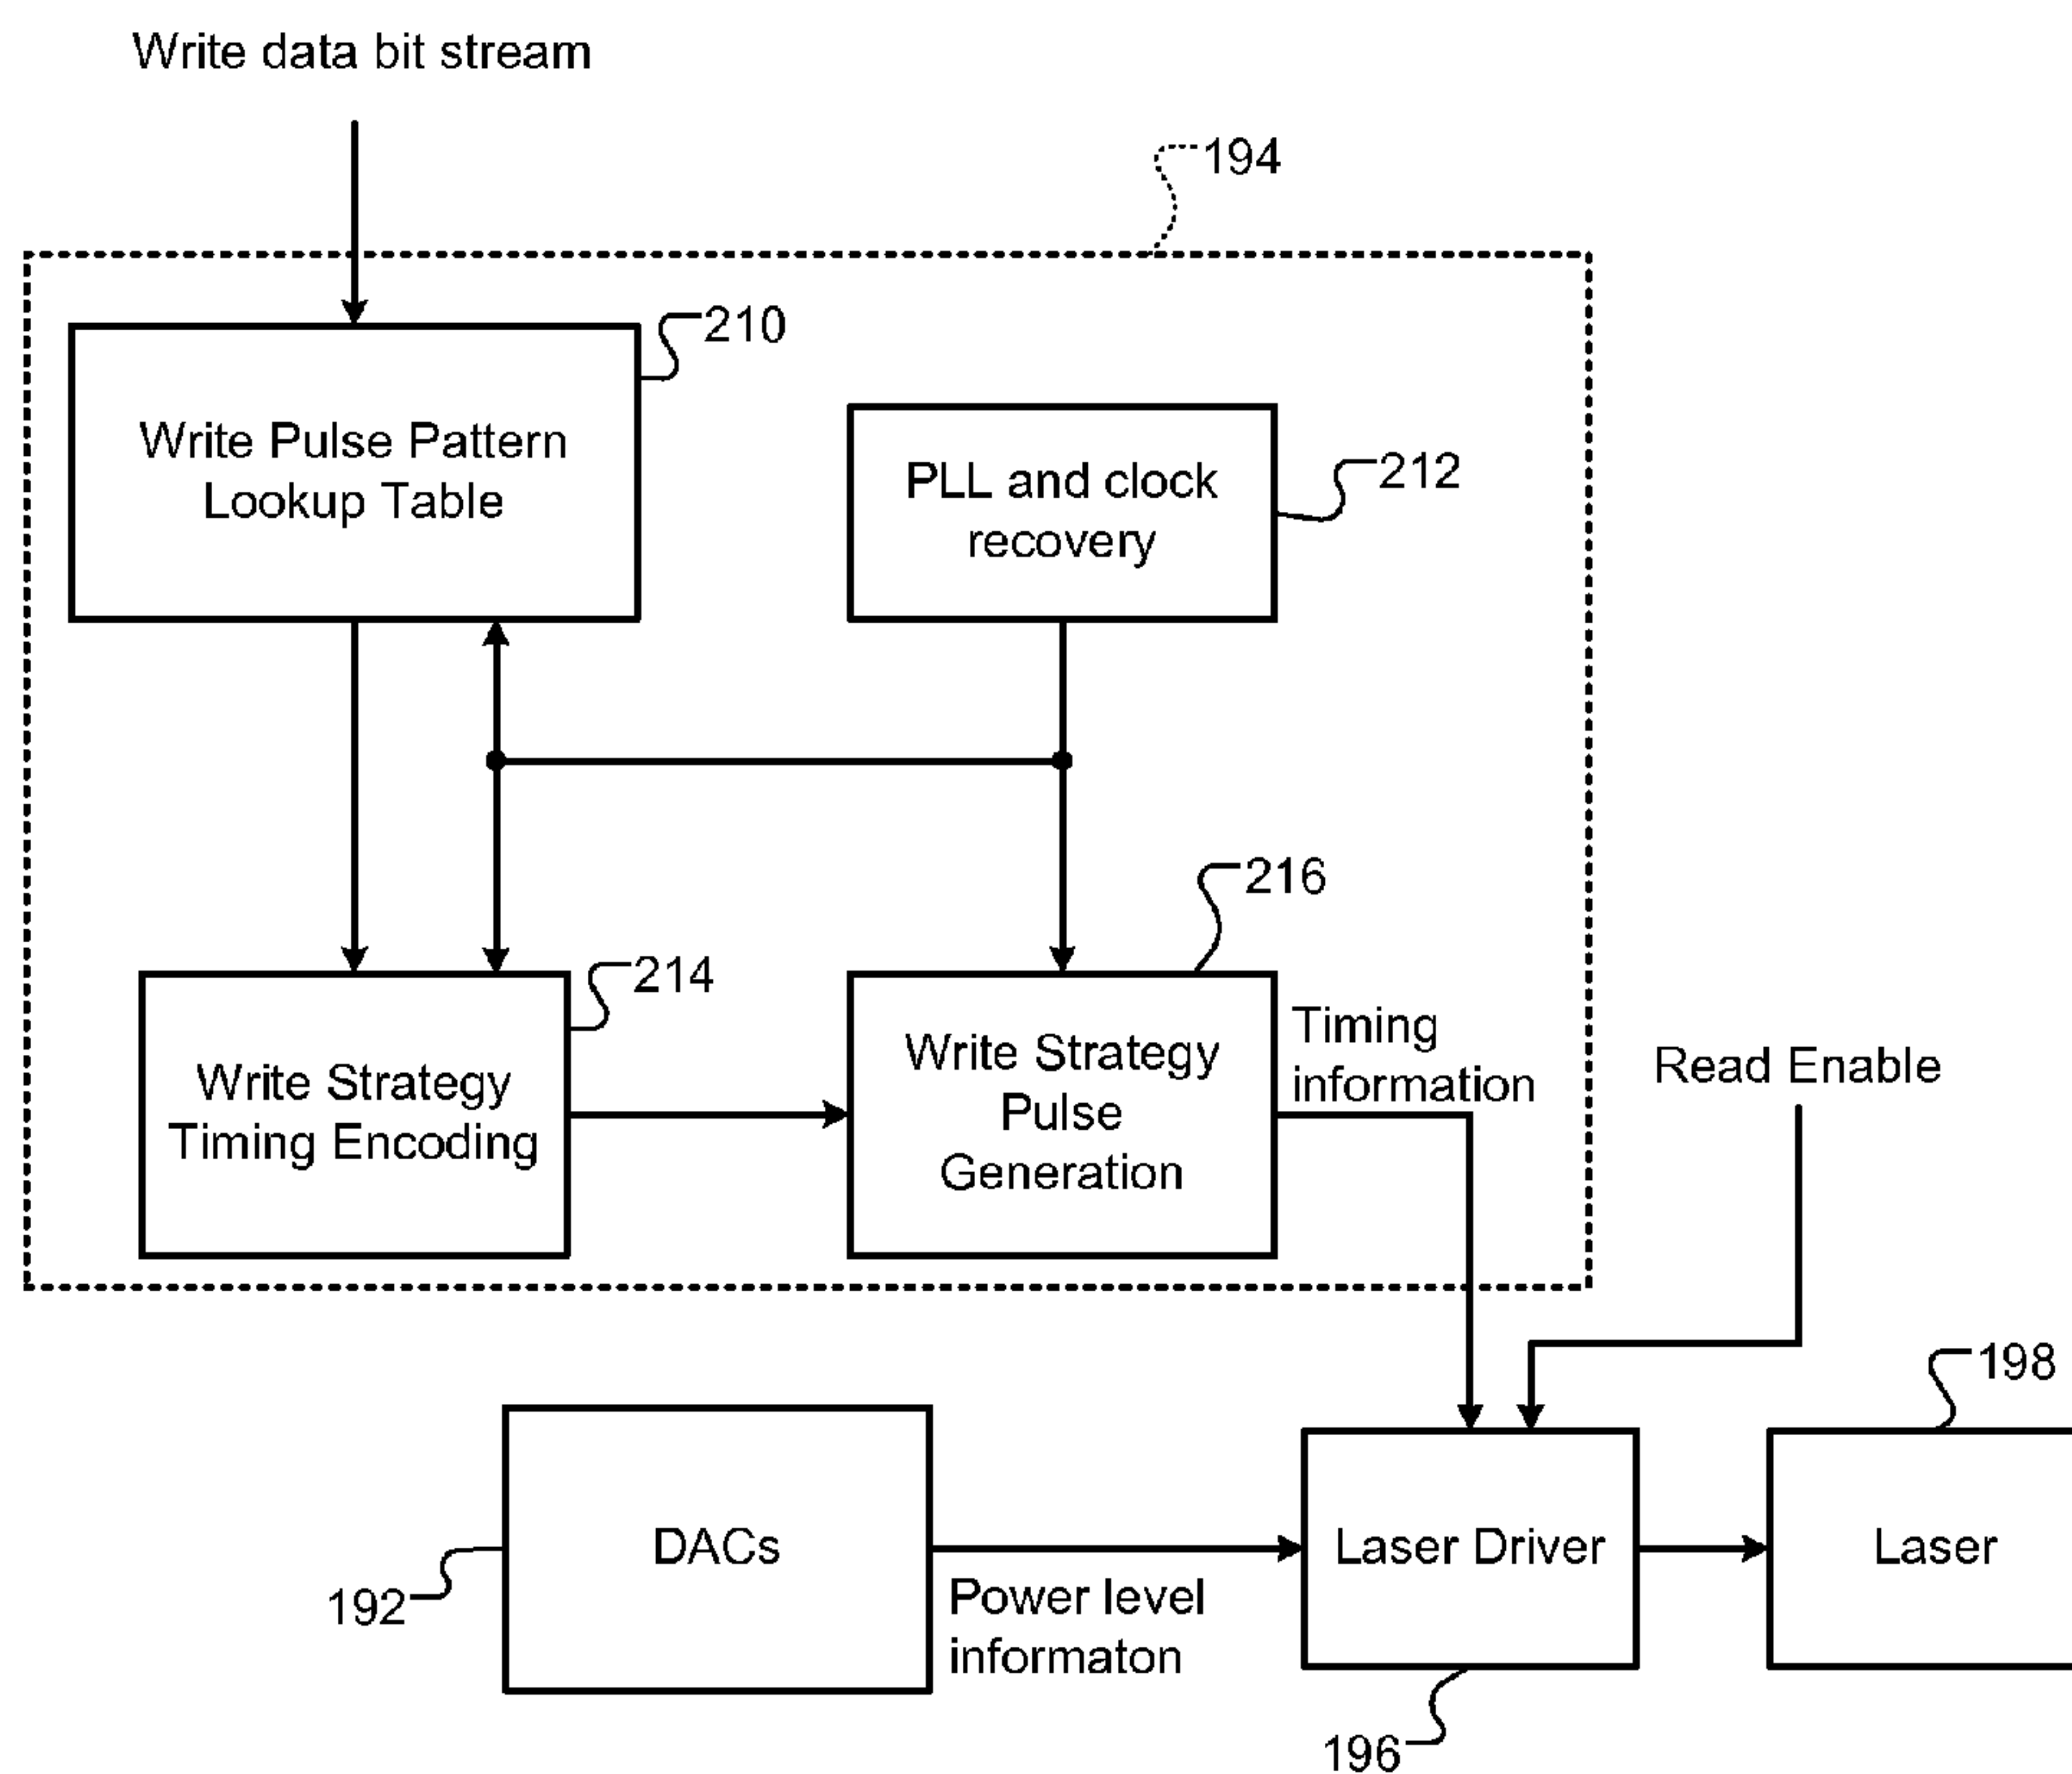 Write data bit stream
194
210
Write Pulse Pattern
Lookup Table
PLL and clock
recovery
212
216
214
Write Strategy
Timing Encoding
Write Strategy
Pulse
Generation
Timing
information
Read Enable
198
DACs
192
Power level
informaton
Laser Driver
Laser
196